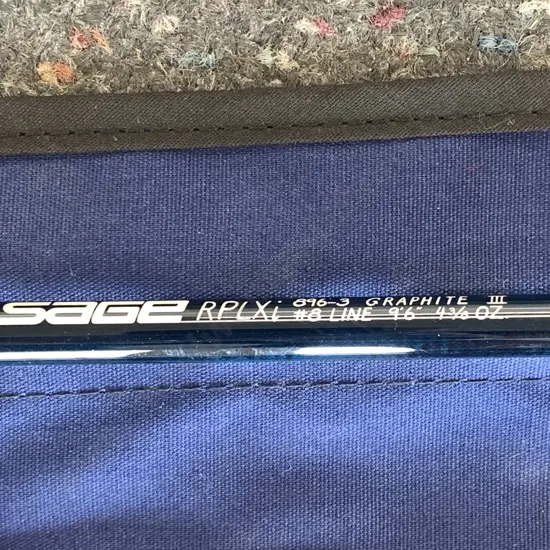 SAGE RPLXi 896-3 GRAPHITE III
#8 LINE 9'6" 4 3/8 OZ.